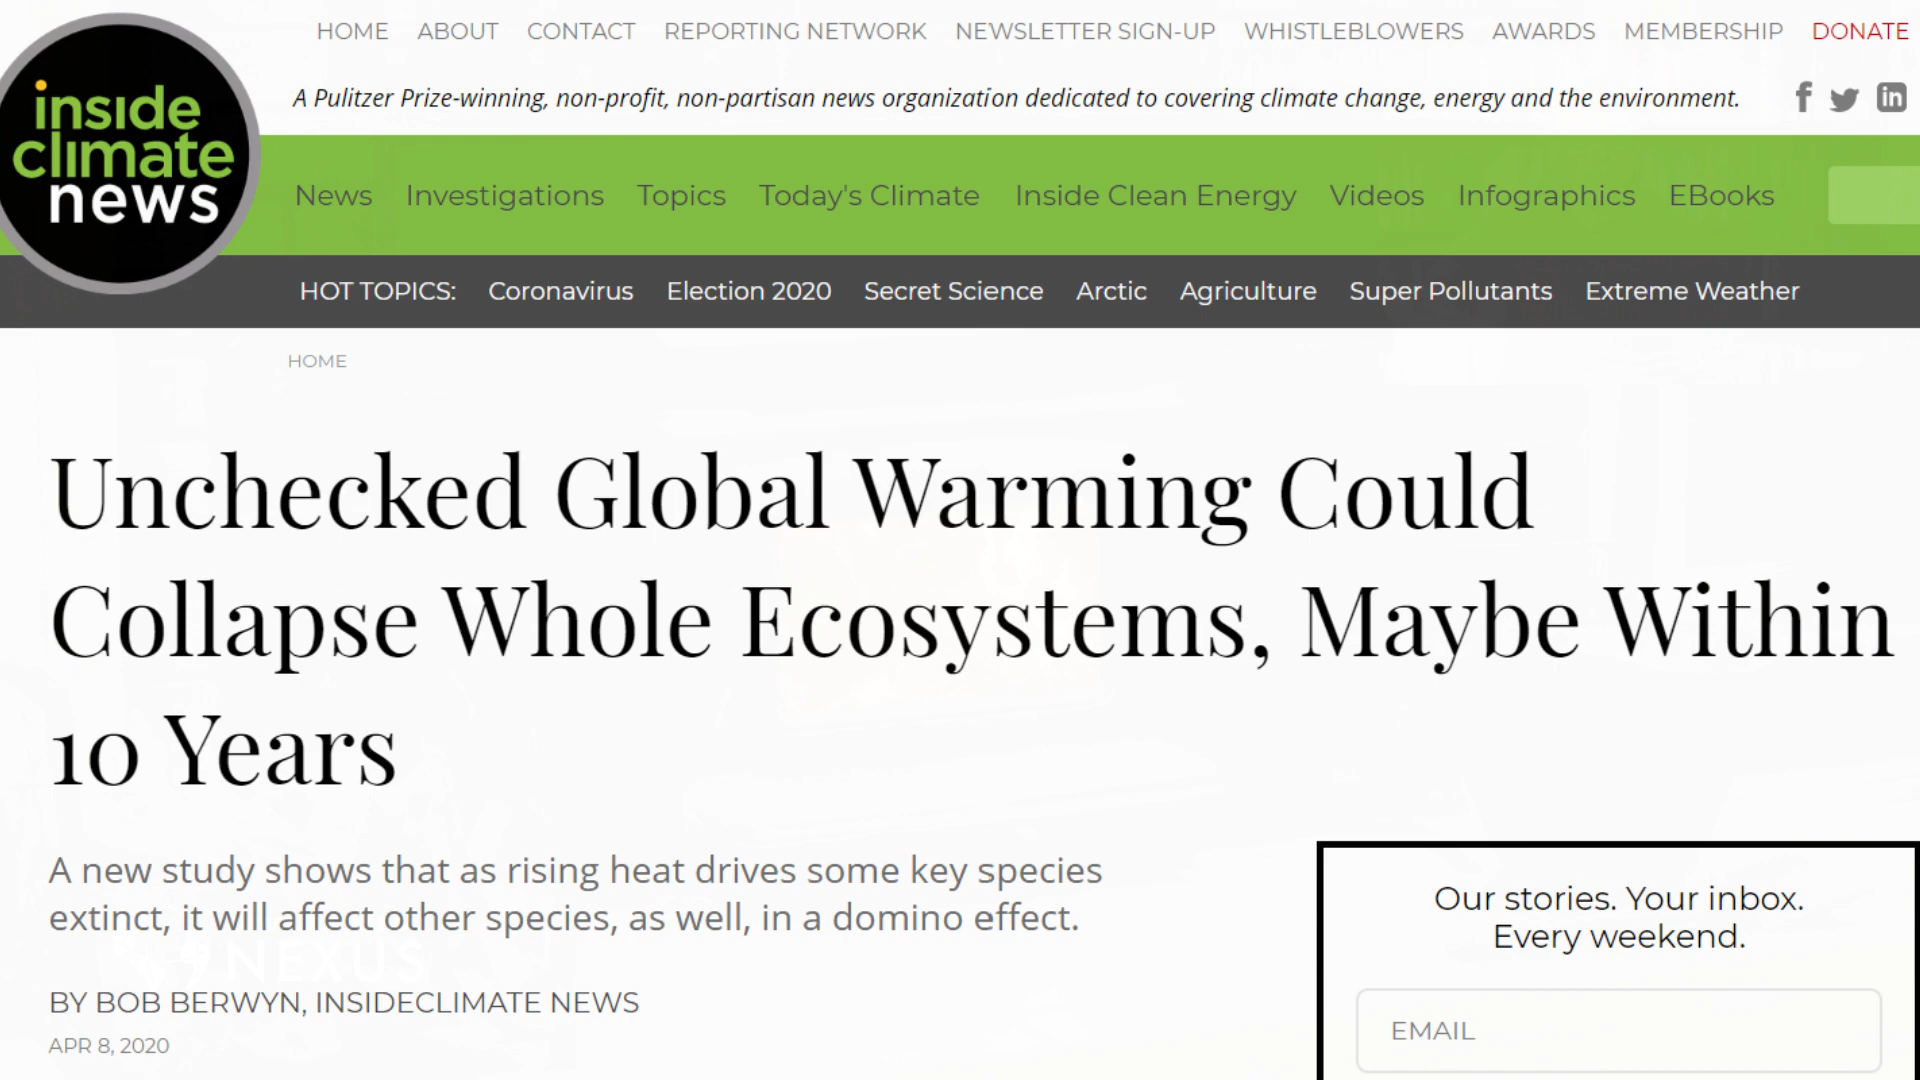 HOME ABOUT CONTACT REPORTING NETWORK NEWSLETTER SIGN-UP WHISTLEBLOWERS AWARDS MEMBERSHIP DONATE
inside
climate
news
A Pulitzer Prize-winning, non-profit, non-partisan news organization dedicated to covering climate change, energy and the environment.
News Investigations Topics Today's Climate Inside Clean Energy Videos Infographics EBooks
HOT TOPICS: Coronavirus Election 2020 Secret Science Arctic Agriculture Super Pollutants Extreme Weather
HOME
Unchecked Global Warming Could
Collapse Whole Ecosystems, Maybe Within
10 Years
A new study shows that as rising heat drives some key species
extinct, it will affect other species, as well, in a domino effect.
NEXUS
BY BOB BERWYN, INSIDECLIMATE NEWS
APR 8, 2020
Our stories. Your inbox.
Every weekend.
EMAIL